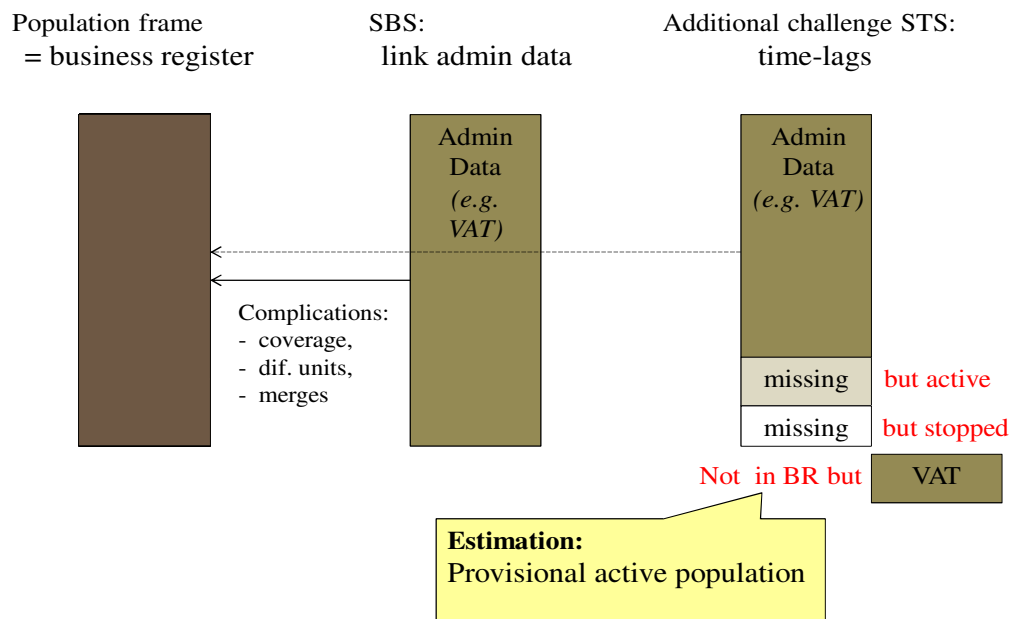 Population frame
= business register
SBS:
link admin data
Additional challenge STS:
time-lags
Admin
Data
(e.g.
VAT)
Admin
Data
(e.g. VAT)
Complications:
- coverage,
- dif. units,
- merges
missing
but active
missing
but stopped
Not in BR but
VAT
Estimation:
Provisional active population